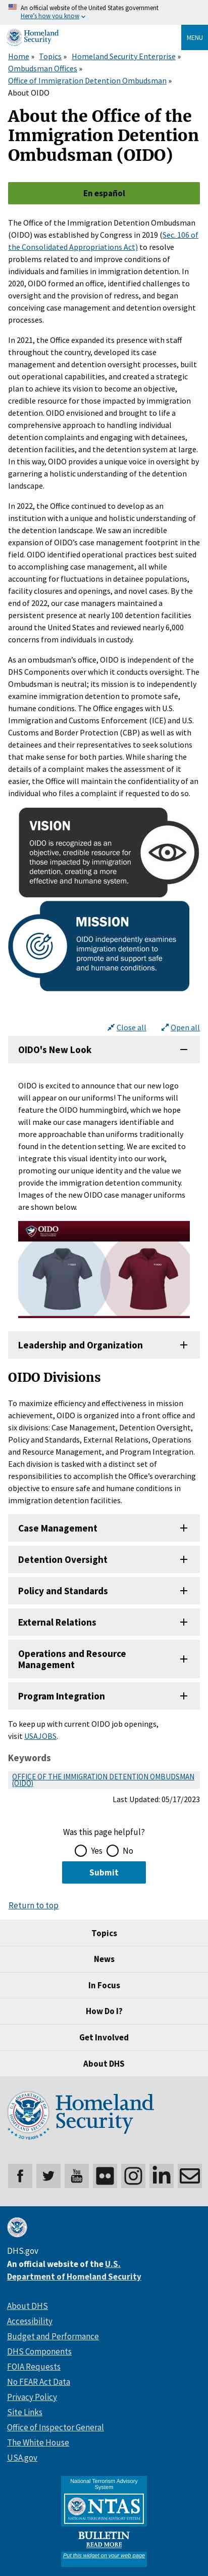 An official website of the United States government
Here's how you know
Homeland
Security
MENU
Home » Topics » Homeland Security Enterprise »
Ombudsman Offices »
Office of Immigration Detention Ombudsman »
About OIDO
About the Office of the
Immigration Detention
Ombudsman (OIDO)
En español
The Office of the Immigration Detention Ombudsman
(OIDO) was established by Congress in 2019 (Sec. 106 of
the Consolidated Appropriations Act) to resolve
problems related to and improve conditions of
individuals and families in immigration detention. In
2020, OIDO formed as an office, identified challenges in
oversight and provision of redress, and began
conceiving case management and detention oversight
processes.
In 2021, the Office expanded its presence with staff
throughout the country, developed its case
management and detention oversight processes, built
out operational capabilities, and created a strategic
plan to achieve its vision to become an objective,
credible resource for those impacted by immigration
detention. OIDO envisioned and has brought to life a
holistic, unbiased approach to bringing humanity to
detention complaints and engaging with detainees,
detention facilities, and the detention system at large.
In this way, OIDO provides a unique voice in oversight by
serving as a bridge across the immigration detention
landscape.
In 2022, the Office continued to develop as an
institution with a unique and holistic understanding of
the detention landscape. We saw an incredible
expansion of OIDO's case management footprint in the
field. OIDO identified operational practices best suited
to maintain the integrity of all aspects of its work, all
accounting for fluctuations in detainee populations,
facility closures and openings, and novel cases. By the
end of 2022, our case managers maintained a
persistent presence at nearly 100 detention facilities
around the United States and reviewed nearly 6,000
concerns from individuals in custody.
As an ombudsman's office, OIDO is independent of the
DHS Components over which it conducts oversight. The
Ombudsman is neutral; its mission is to independently
examine immigration detention to promote safe,
humane conditions. The Office engages with U.S.
Immigration and Customs Enforcement (ICE) and U.S.
Customs and Border Protection (CBP) as well as with
detainees and their representatives to seek solutions
that make sense for both parties. While sharing the
details of a complaint makes the assessment of it
easier, the Office will maintain the confidentiality of an
individual who files a complaint if requested to do so.
VISION
OIDO IS RECOGNIZED AS AN
OBJECTIVE, CREDIBLE RESOURCE FOR
THOSE IMPACTED BY IMMIGRATION
DETENTION, CREATING A MORE
EFFECTIVE AND HUMANE SYSTEM
MISSION
OIDO independently examines
immigration detention to
promote and support safe
and humane conditions.
Close all Open all
OIDO's New Look
OIDO is excited to announce that our new logo
will appear on our uniforms! The uniforms will
feature the OIDO hummingbird, which we hope
will make our case managers identifiable and
more approachable than uniforms traditionally
found in detention settings. We are excited to
integrate this visual identity into our work,
promoting our unique identity and the value we
provide the immigration detention community.
Images of the new OIDO case manager uniforms
are shown below.
OIDO
Leadership and Organization
OIDO Divisions
To maximize efficiency and effectiveness in mission
achievement, OIDO is organized into a front office and
six divisions: Case Management, Detention Oversight,
Policy and Standards, External Relations, Operations
and Resource Management, and Program Integration.
Each division is tasked with a distinct set of
responsibilities to accomplish the Office's overarching
objective to ensure safe and humane conditions in
immigration detention facilities.
Case Management
Detention Oversight
Policy and Standards
External Relations
Operations and Resource
Management
Program Integration
To keep up with current OIDO job openings,
visit USAJOBS.
Keywords
OFFICE OF THE IMMIGRATION DETENTION OMBUDSMAN
(OIDO)
Last Updated: 05/17/2023
Was this page helpful?
Yes No
Submit
Return to top
Topics
News
In Focus
How Do I?
Get Involved
About DHS
Homeland
Security
You
Tube
DHS.gov
An official website of the U.S.
Department of Homeland Security
About DHS
Accessibility
Budget and Performance
DHS Components
FOIA Requests
No FEAR Act Data
Privacy Policy
Site Links
Office of Inspector General
The White House
USA.gov
National Terrorism Advisory
System
NTAS
NATIONAL TERRORISM ADVISORY SYSTEM
BULLETIN
READ MORE
Put this widget on your web page